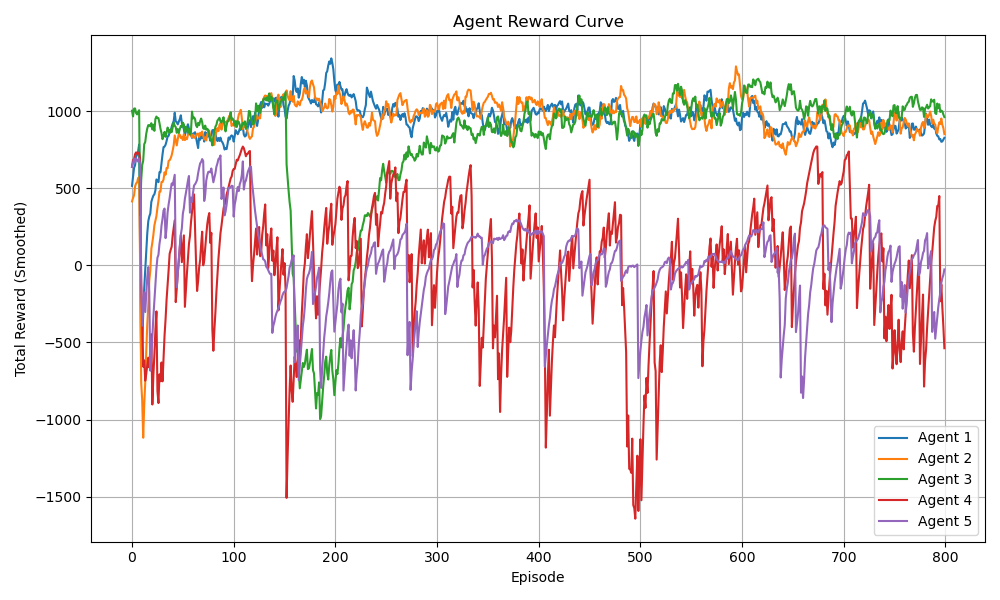 Agent Reward Curve
Total Reward (Smoothed)
1000
500
0
−500
−1000
−1500
0 100 200 300 400 500 600 700 800
Episode
Agent 1
Agent 2
Agent 3
Agent 4
Agent 5